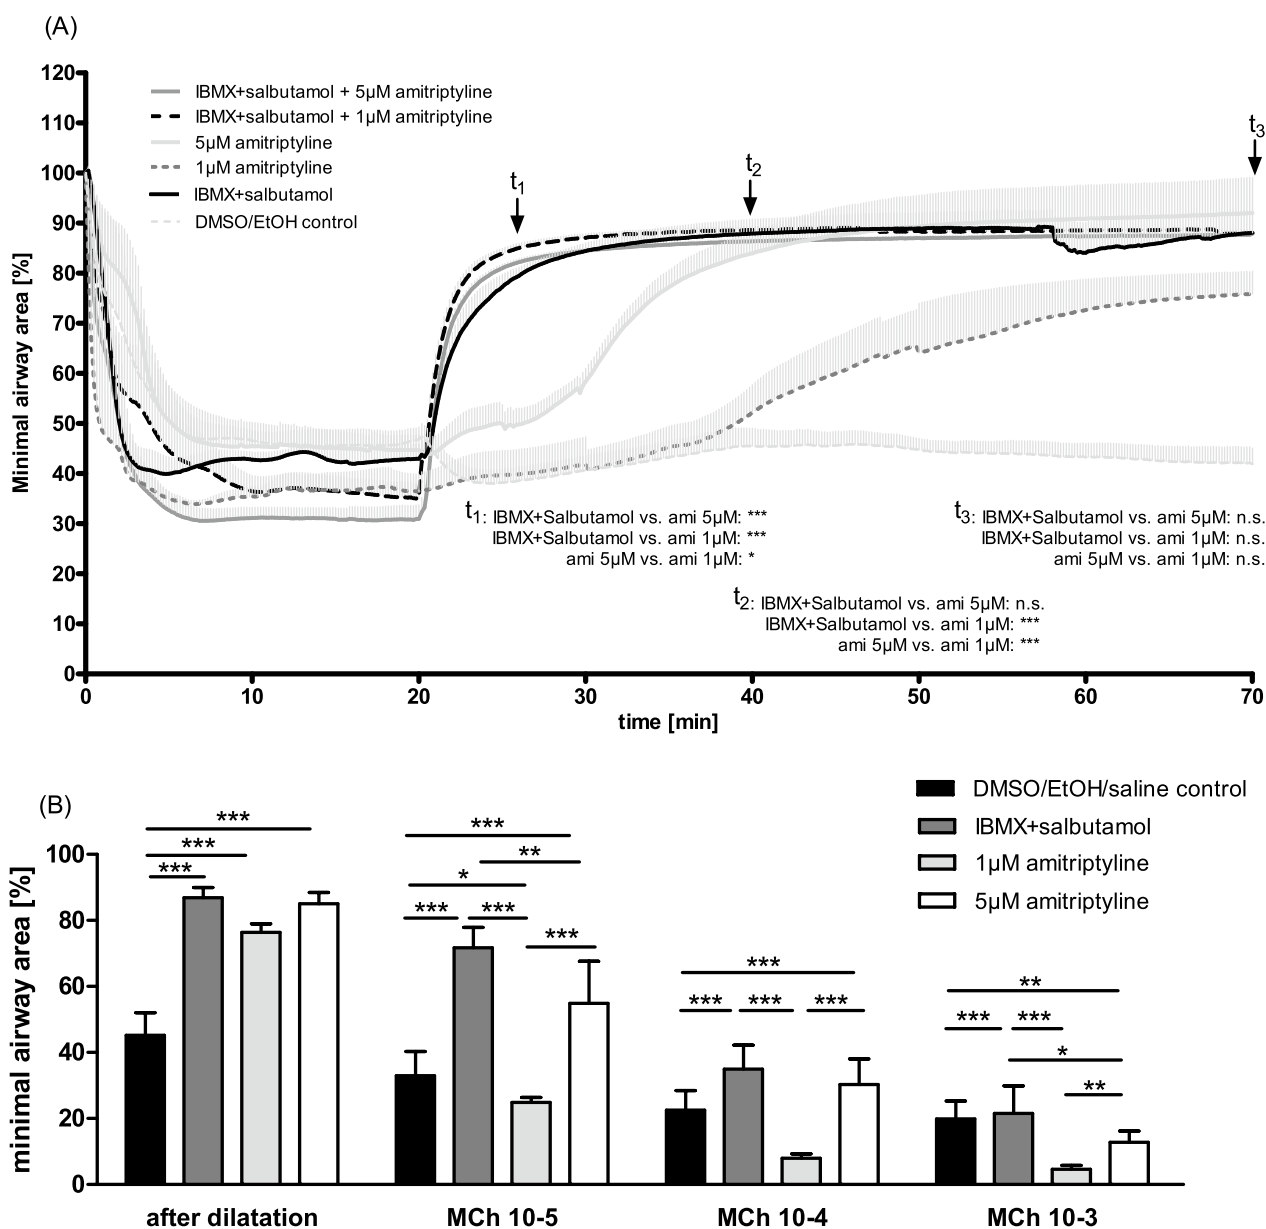 (A)
120
110
100
90
80
70
60
50
40
30
20
10
0
Minimal airway area [%]
IBMX+salbutamol + 5µM amitriptyline
IBMX+salbutamol + 1µM amitriptyline
5µM amitriptyline
1µM amitriptyline
IBMX+salbutamol
DMSO/EtOH control
t1
t2
t3
t1: IBMX+Salbutamol vs. ami 5µM: ***
IBMX+Salbutamol vs. ami 1µM: ***
ami 5µM vs. ami 1µM: *
t3: IBMX+Salbutamol vs. ami 5µM: n.s.
IBMX+Salbutamol vs. ami 1µM: n.s.
ami 5µM vs. ami 1µM: n.s.
t2: IBMX+Salbutamol vs. ami 5µM: n.s.
IBMX+Salbutamol vs. ami 1µM: ***
ami 5µM vs. ami 1µM: ***
0 10 20 30 40 50 60 70
time [min]
(B)
DMSO/EtOH/saline control
IBMX+salbutamol
1µM amitriptyline
5µM amitriptyline
100
80
60
40
20
0
minimal airway area [%]
***
***
***
***
**
*
*** ***
***
***
*** *** ***
**
*** ***
*
**
after dilatation MCh 10-5 MCh 10-4 MCh 10-3